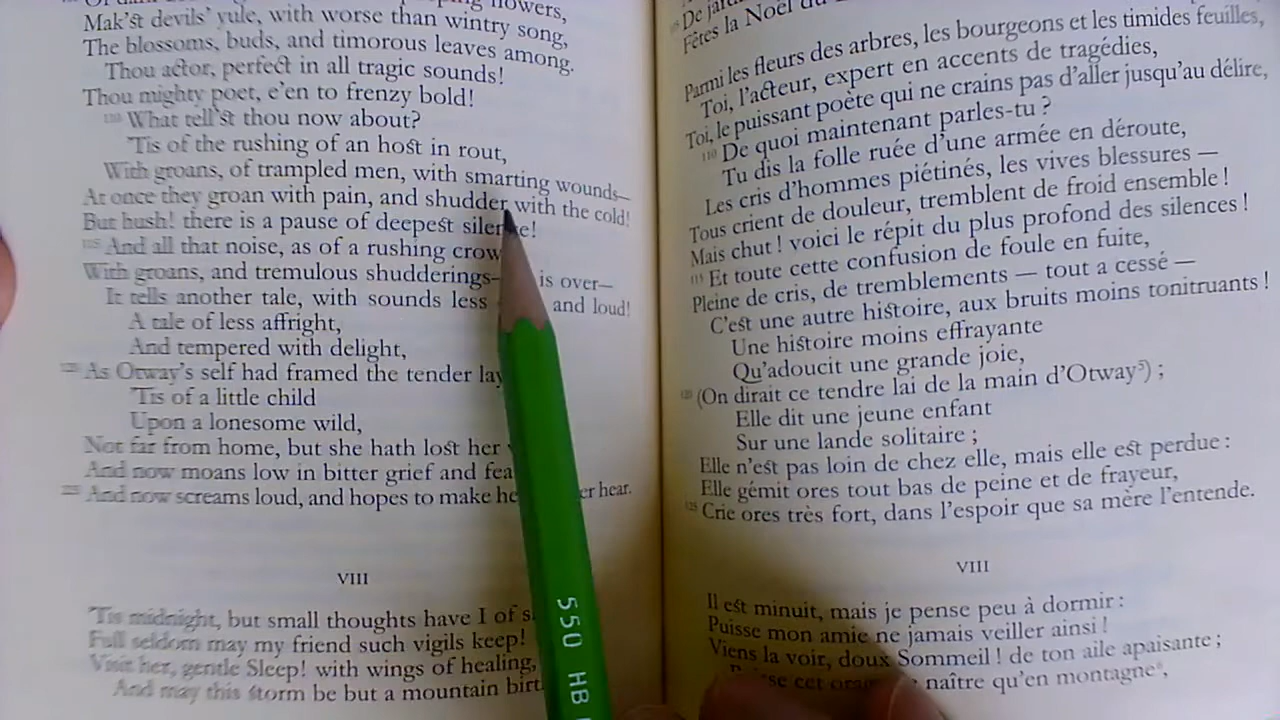 flowers,
Mak'st devils' yule, with worse than wintry song,
The blossoms, buds, and timorous leaves among.
Thou actor, perfect in all tragic sounds!
Thou mighty poet, e'en to frenzy bold!
110 What tell'st thou now about?
'Tis of the rushing of an host in rout,
With groans, of trampled men, with smarting wounds—
At once they groan with pain, and shudder with the cold!
But hush! there is a pause of deepest silence!
115 And all that noise, as of a rushing crow
With groans, and tremulous shudderings— is over—
It tells another tale, with sounds less and loud!
A tale of less affright,
And tempered with delight,
120 As Otway's self had framed the tender lay
'Tis of a little child
Upon a lonesome wild,
Not far from home, but she hath lost her
And now moans low in bitter grief and fea
125 And now screams loud, and hopes to make he er hear.
VIII
'Tis midnight, but small thoughts have I of s
Full seldom may my friend such vigils keep!
Visit her, gentle Sleep! with wings of healing,
And may this storm be but a mountain birt
Fêtes la Noël du
Parmi les fleurs des arbres, les bourgeons et les timides feuilles,
Toi, l'acteur, expert en accents de tragédies,
Toi, le puissant poète qui ne crains pas d'aller jusqu'au délire,
110 De quoi maintenant parles-tu ?
Tu dis la folle ruée d'une armée en déroute,
Les cris d'hommes piétinés, les vives blessures —
Tous crient de douleur, tremblent de froid ensemble !
Mais chut ! voici le répit du plus profond des silences !
115 Et toute cette confusion de foule en fuite,
Pleine de cris, de tremblements — tout a cessé —
C'est une autre histoire, aux bruits moins tonitruants !
Une histoire moins effrayante
Qu'adoucit une grande joie,
120 (On dirait ce tendre lai de la main d'Otway⁵) ;
Elle dit une jeune enfant
Sur une lande solitaire ;
Elle n'est pas loin de chez elle, mais elle est perdue :
Elle gémit ores tout bas de peine et de frayeur,
125 Crie ores très fort, dans l'espoir que sa mère l'entende.
VIII
Il est minuit, mais je pense peu à dormir :
Puisse mon amie ne jamais veiller ainsi !
Viens la voir, doux Sommeil ! de ton aile apaisante ;
cet naître qu'en montagne⁶,